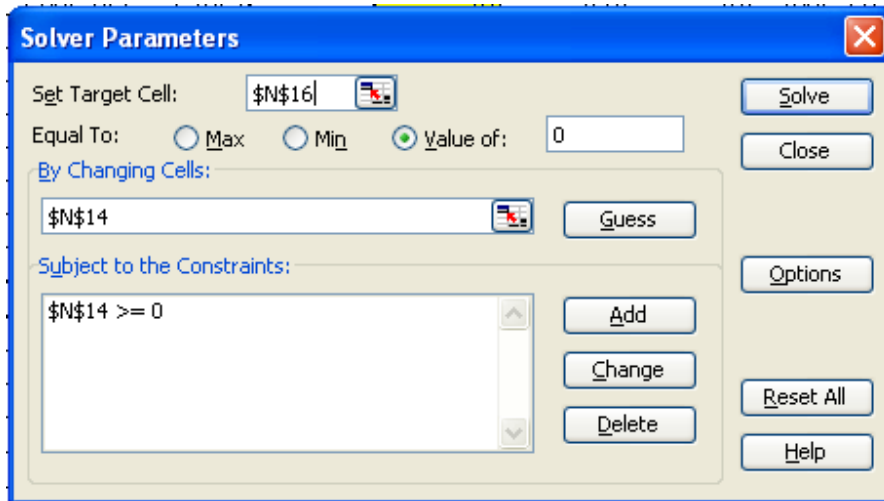 Solver Parameters
Set Target Cell: $N$16
Solve
Equal To: Max Min Value of: 0
Close
By Changing Cells:
$N$14
Guess
Subject to the Constraints:
Options
$N$14 >= 0
Add
Change
Reset All
Delete
Help